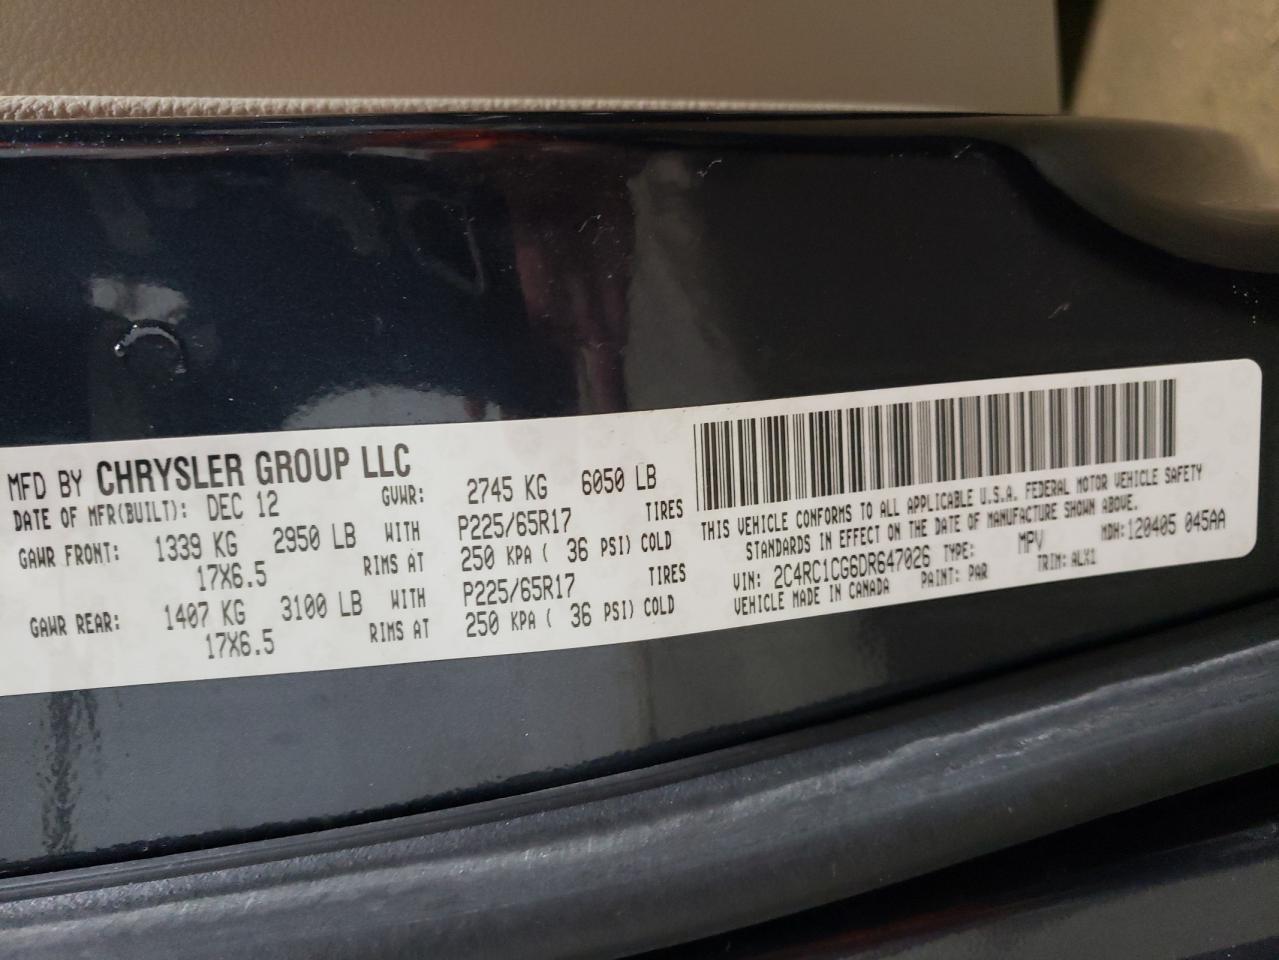 MFD BY CHRYSLER GROUP LLC
DATE OF MFR(BUILT): DEC 12 GVWR: 2745 KG 6050 LB
GAWR FRONT: 1339 KG 2950 LB WITH P225/65R17 TIRES
17X6.5 RIMS AT 250 KPA ( 36 PSI) COLD
GAWR REAR: 1407 KG 3100 LB WITH P225/65R17 TIRES
17X6.5 RIMS AT 250 KPA ( 36 PSI) COLD
THIS VEHICLE CONFORMS TO ALL APPLICABLE U.S.A. FEDERAL MOTOR VEHICLE SAFETY
STANDARDS IN EFFECT ON THE DATE OF MANUFACTURE SHOWN ABOVE.
VIN: 2C4RC1CG6DR647026 TYPE: MPV MDH:120405 045AA
VEHICLE MADE IN CANADA PAINT: PAR TRIM: ALX1